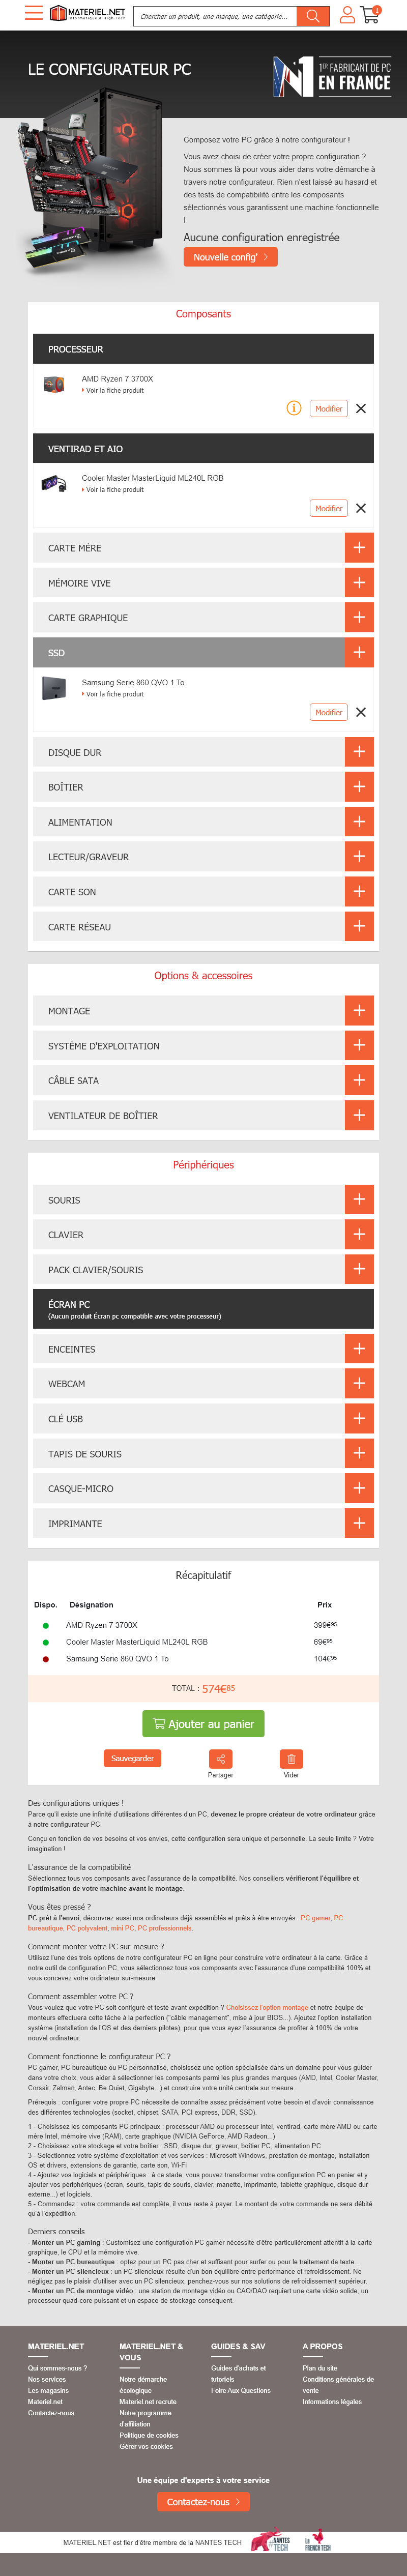 MATERIEL.NET
Informatique & High-Tech
Chercher un produit, une marque, une catégorie...
1
LE CONFIGURATEUR PC
N1
1ER FABRICANT DE PC
EN FRANCE
Composez votre PC grâce à notre configurateur !
Vous avez choisi de créer votre propre configuration ?
Nous sommes là pour vous aider dans votre démarche à
travers notre configurateur. Rien n'est laissé au hasard et
des tests de compatibilité entre les composants
sélectionnés vous garantissent une machine fonctionnelle
!
Aucune configuration enregistrée
Nouvelle config'
Composants
PROCESSEUR
AMD Ryzen 7 3700X
Voir la fiche produit
Modifier
VENTIRAD ET AIO
Cooler Master MasterLiquid ML240L RGB
Voir la fiche produit
Modifier
CARTE MÈRE
MÉMOIRE VIVE
CARTE GRAPHIQUE
SSD
Samsung Serie 860 QVO 1 To
Voir la fiche produit
Modifier
DISQUE DUR
BOÎTIER
ALIMENTATION
LECTEUR/GRAVEUR
CARTE SON
CARTE RÉSEAU
Options & accessoires
MONTAGE
SYSTÈME D'EXPLOITATION
CÂBLE SATA
VENTILATEUR DE BOÎTIER
Périphériques
SOURIS
CLAVIER
PACK CLAVIER/SOURIS
ÉCRAN PC
(Aucun produit Écran pc compatible avec votre processeur)
ENCEINTES
WEBCAM
CLÉ USB
TAPIS DE SOURIS
CASQUE-MICRO
IMPRIMANTE
Récapitulatif
Dispo. Désignation Prix
AMD Ryzen 7 3700X 399€95
Cooler Master MasterLiquid ML240L RGB 69€95
Samsung Serie 860 QVO 1 To 104€95
TOTAL : 574€85
Ajouter au panier
Sauvegarder
Partager
Vider
Des configurations uniques !
Parce qu'il existe une infinité d'utilisations différentes d'un PC, devenez le propre créateur de votre ordinateur grâce
à notre configurateur PC.
Conçu en fonction de vos besoins et vos envies, cette configuration sera unique et personnelle. La seule limite ? Votre
imagination !
L'assurance de la compatibilité
Sélectionnez tous vos composants avec l'assurance de la compatibilité. Nos conseillers vérifieront l'équilibre et
l'optimisation de votre machine avant le montage.
Vous êtes pressé ?
PC prêt à l'envoi, découvrez aussi nos ordinateurs déjà assemblés et prêts à être envoyés : PC gamer, PC
bureautique, PC polyvalent, mini PC, PC professionnels.
Comment monter votre PC sur-mesure ?
Utilisez l'une des trois options de notre configurateur PC en ligne pour construire votre ordinateur à la carte. Grâce à
notre outil de configuration PC, vous sélectionnez tous vos composants avec l'assurance d'une compatibilité 100% et
vous concevez votre ordinateur sur-mesure.
Comment assembler votre PC ?
Vous voulez que votre PC soit configuré et testé avant expédition ? Choisissez l'option montage et notre équipe de
monteurs effectuera cette tâche à la perfection ("câble management", mise à jour BIOS...). Ajoutez l'option installation
système (installation de l'OS et des derniers pilotes), pour que vous ayez l'assurance de profiter à 100% de votre
nouvel ordinateur.
Comment fonctionne le configurateur PC ?
PC gamer, PC bureautique ou PC personnalisé, choisissez une option spécialisée dans un domaine pour vous guider
dans votre choix, vous aider à sélectionner les composants parmi les plus grandes marques (AMD, Intel, Cooler Master,
Corsair, Zalman, Antec, Be Quiet, Gigabyte...) et construire votre unité centrale sur mesure.
Prérequis : configurer votre propre PC nécessite de connaître assez précisément votre besoin et d'avoir connaissance
des différentes technologies (socket, chipset, SATA, PCI express, DDR, SSD).
1 - Choisissez les composants PC principaux : processeur AMD ou processeur Intel, ventirad, carte mère AMD ou carte
mère Intel, mémoire vive (RAM), carte graphique (NVIDIA GeForce, AMD Radeon...)
2 - Choisissez votre stockage et votre boîtier : SSD, disque dur, graveur, boîtier PC, alimentation PC
3 - Sélectionnez votre système d'exploitation et vos services : Microsoft Windows, prestation de montage, installation
OS et drivers, extensions de garantie, carte son, Wi-Fi
4 - Ajoutez vos logiciels et périphériques : à ce stade, vous pouvez transformer votre configuration PC en panier et y
ajouter vos périphériques (écran, souris, tapis de souris, clavier, manette, imprimante, tablette graphique, disque dur
externe...) et logiciels.
5 - Commandez : votre commande est complète, il vous reste à payer. Le montant de votre commande ne sera débité
qu'à l'expédition.
Derniers conseils
- Monter un PC gaming : Customisez une configuration PC gamer nécessite d'être particulièrement attentif à la carte
graphique, le CPU et la mémoire vive.
- Monter un PC bureautique : optez pour un PC pas cher et suffisant pour surfer ou pour le traitement de texte...
- Monter un PC silencieux : un PC silencieux résulte d'un bon équilibre entre performance et refroidissement. Ne
négligez pas le plaisir d'utiliser avec un PC silencieux, penchez-vous sur nos solutions de refroidissement supérieur.
- Monter un PC de montage vidéo : une station de montage vidéo ou CAO/DAO requiert une carte vidéo solide, un
processeur quad-core puissant et un espace de stockage conséquent.
MATERIEL.NET
Qui sommes-nous ?
Nos services
Les magasins
Materiel.net
Contactez-nous
MATERIEL.NET &
VOUS
Notre démarche
écologique
Materiel.net recrute
Notre programme
d'affiliation
Politique de cookies
Gérer vos cookies
GUIDES & SAV
Guides d'achats et
tutoriels
Foire Aux Questions
A PROPOS
Plan du site
Conditions générales de
vente
Informations légales
Une équipe d'experts à votre service
Contactez-nous
MATERIEL.NET est fier d'être membre de la NANTES TECH
NANTES
TECH
La
FRENCH TECH